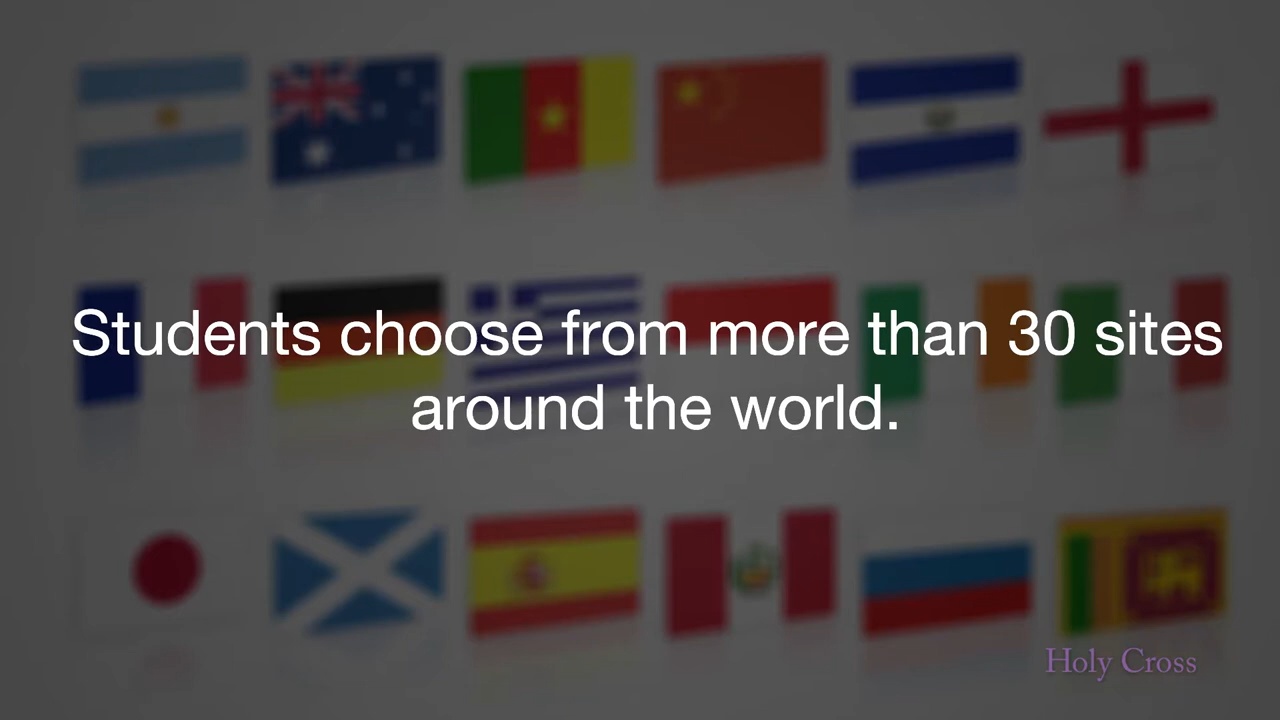 Students choose from more than 30 sites
around the world.
Holy Cross